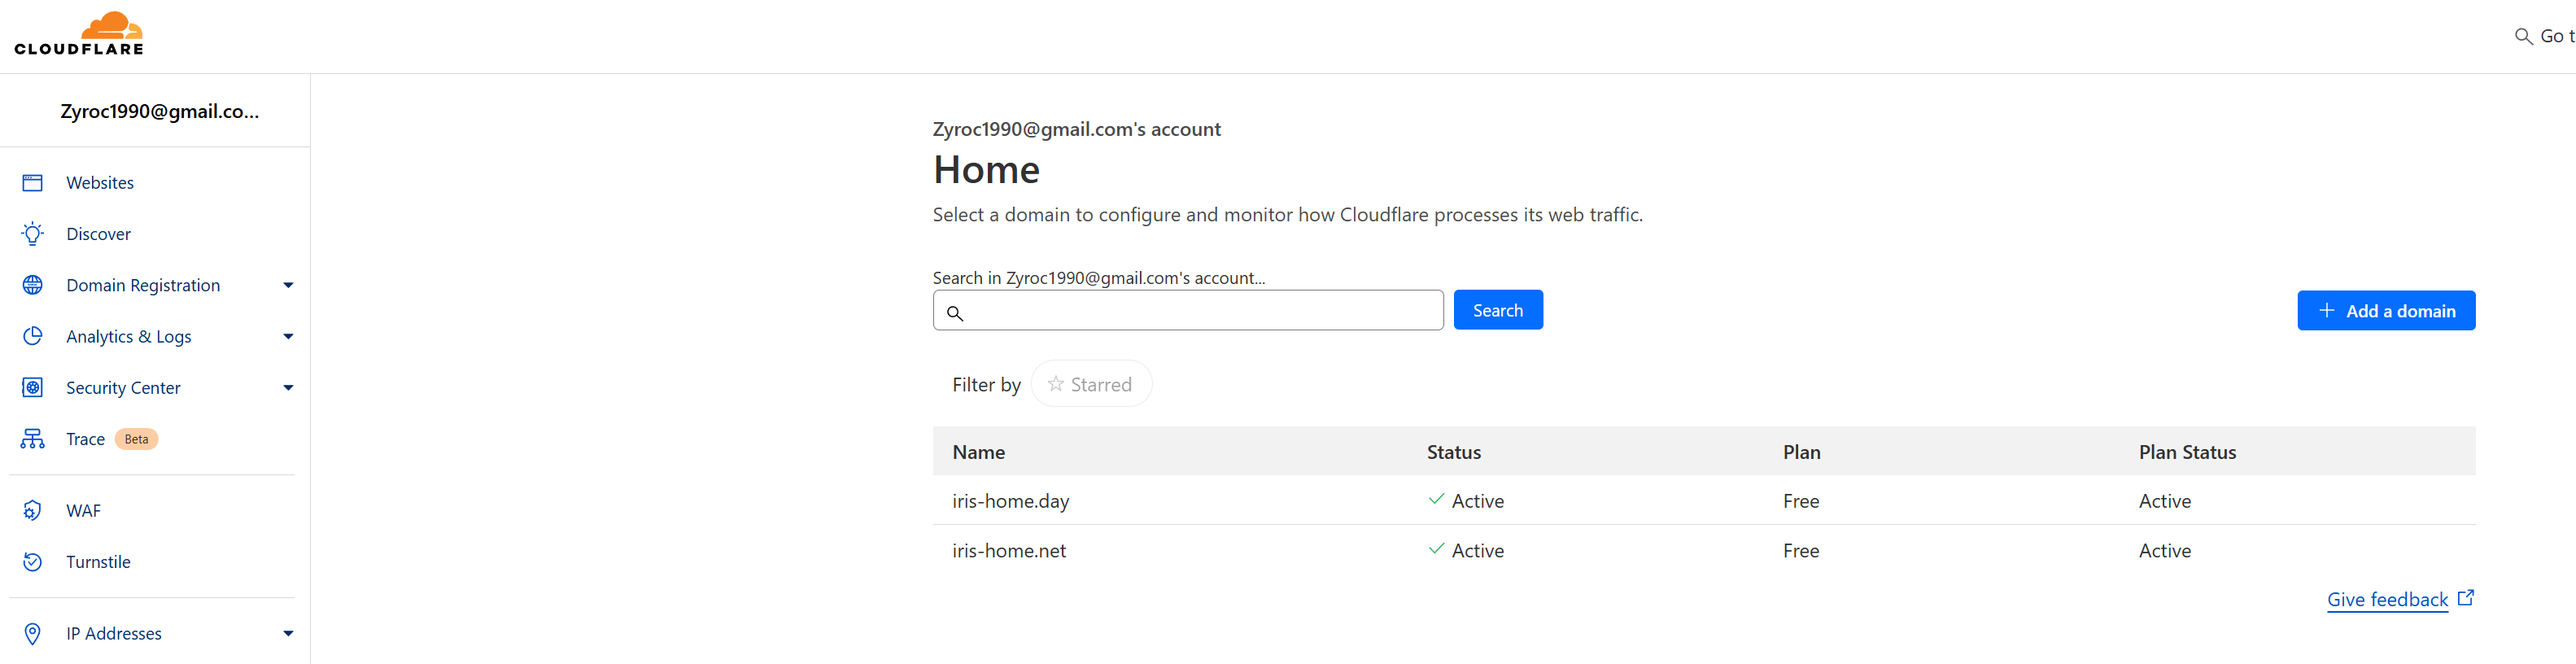 CLOUDFLARE
Go t
Zyroc1990@gmail.co...
Websites
Discover
Domain Registration
Analytics & Logs
Security Center
Trace Beta
WAF
Turnstile
IP Addresses
Zyroc1990@gmail.com's account
Home
Select a domain to configure and monitor how Cloudflare processes its web traffic.
Search in Zyroc1990@gmail.com's account...
Search
Add a domain
Filter by Starred
Name Status Plan Plan Status
iris-home.day Active Free Active
iris-home.net Active Free Active
Give feedback